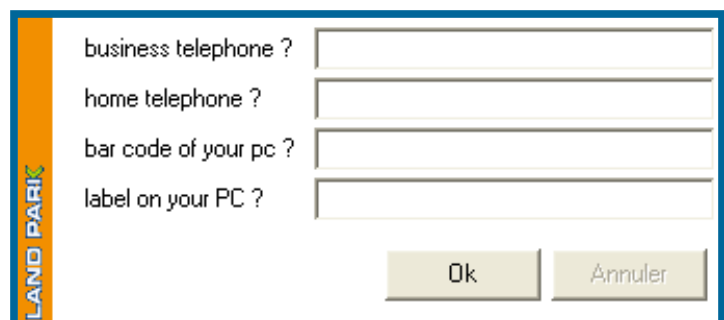 business telephone ?
home telephone ?
bar code of your pc ?
label on your PC ?
Ok
Annuler
LAND PARK